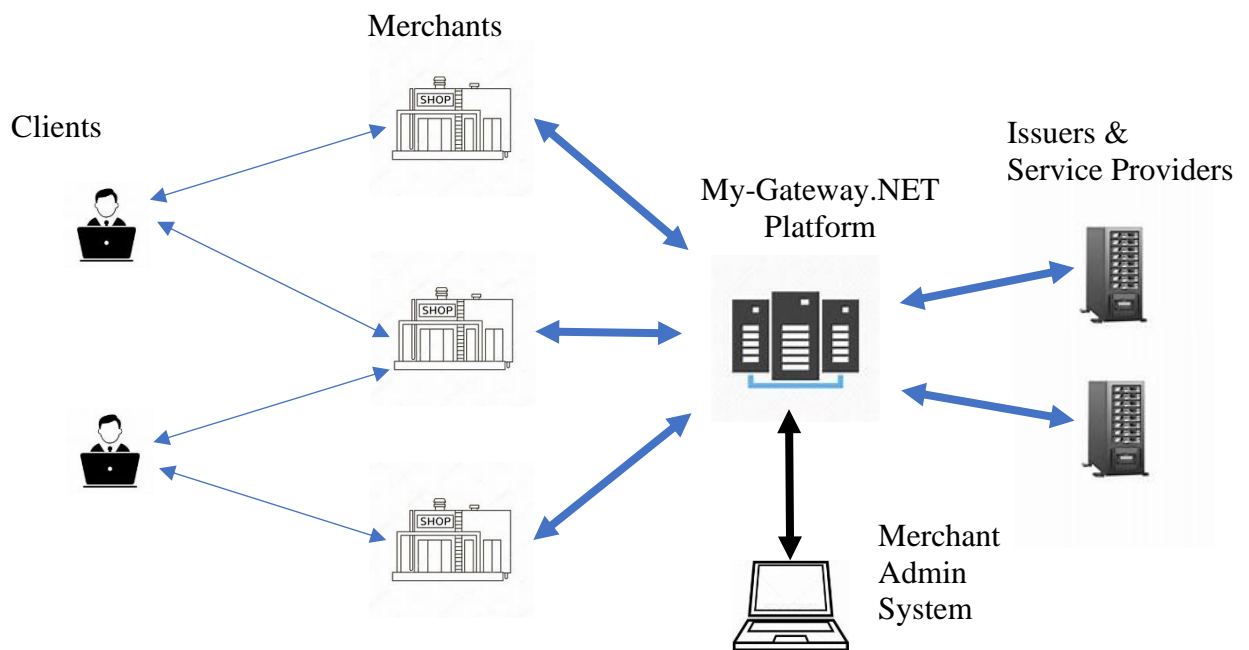 Merchants
Clients
SHOP
Issuers &
Service Providers
My-Gateway.NET
Platform
SHOP
SHOP
Merchant
Admin
System